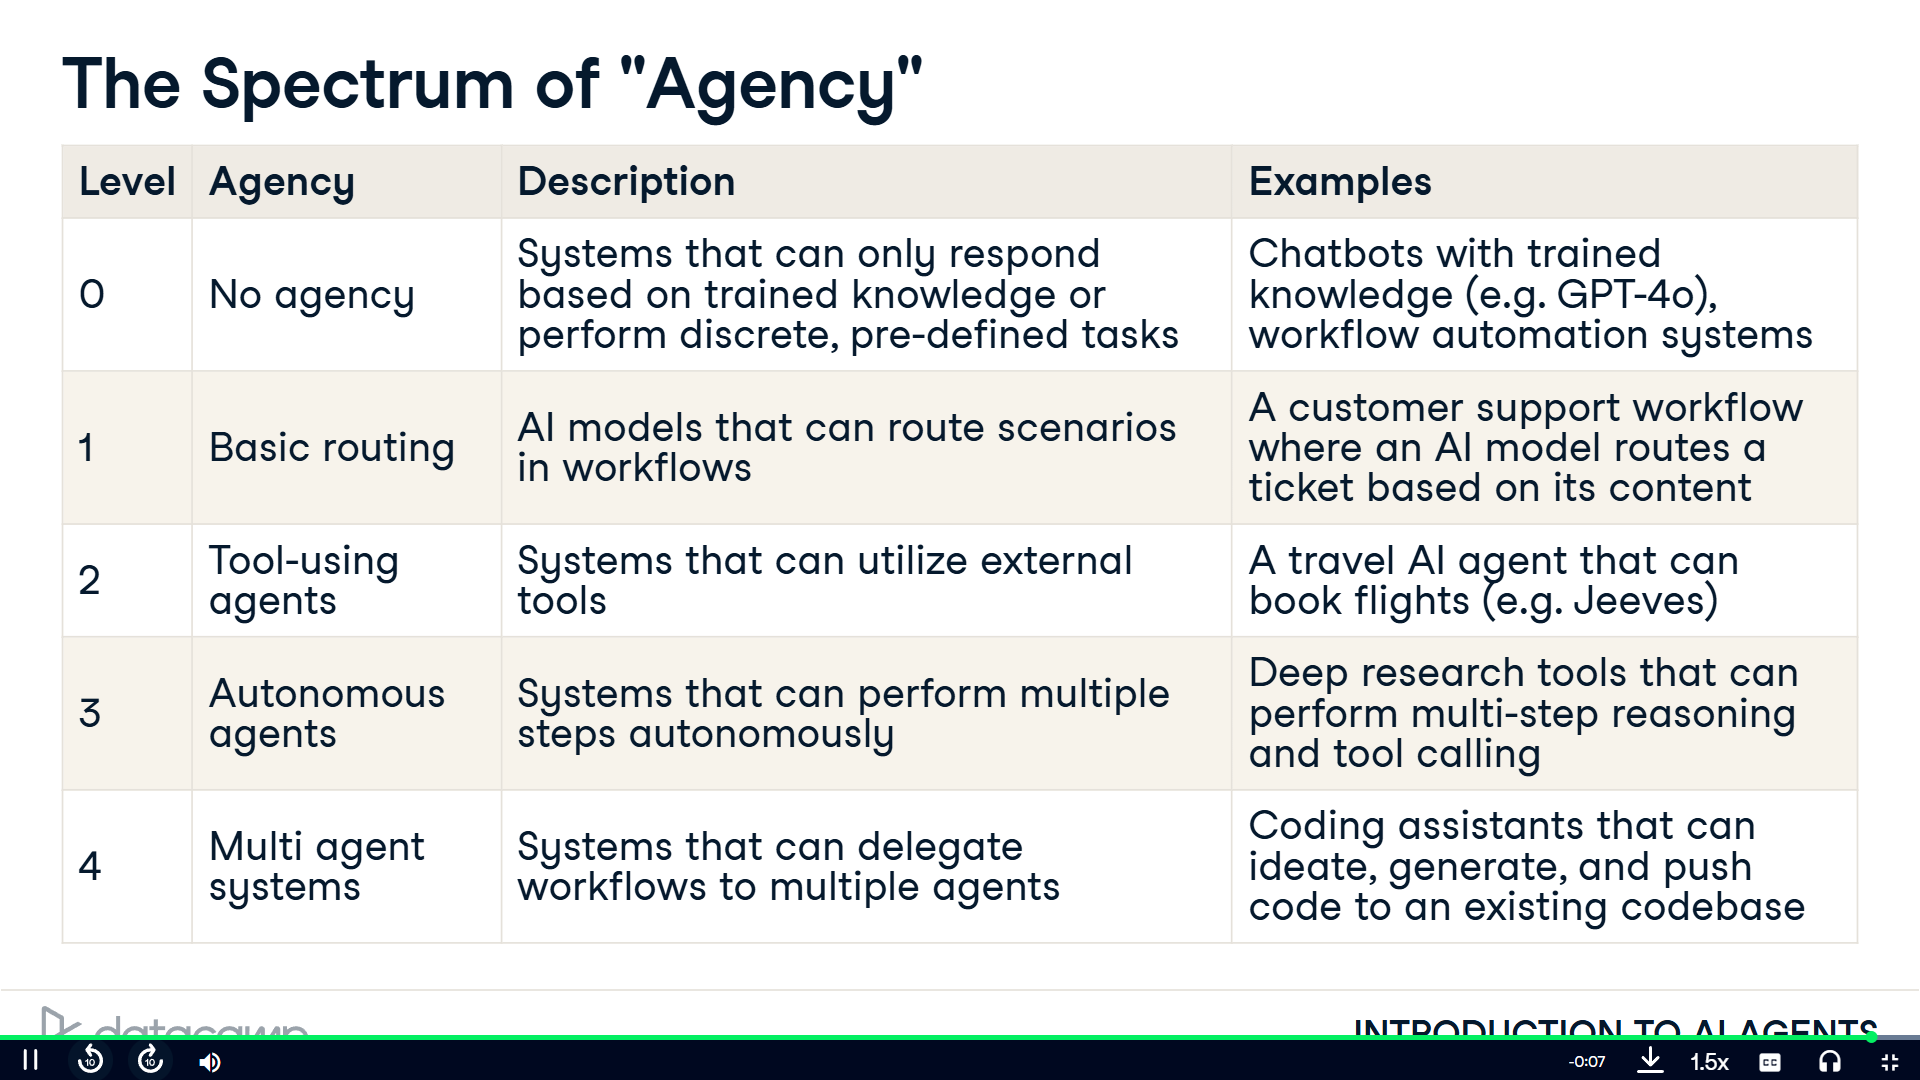 The Spectrum of "Agency"
Level Agency Description Examples
0
No agency
Systems that can only respond
based on trained knowledge or
perform discrete, pre-defined tasks
Chatbots with trained
knowledge (e.g. GPT-4o),
workflow automation systems
1
Basic routing
AI models that can route scenarios
in workflows
A customer support workflow
where an AI model routes a
ticket based on its content
2
Tool-using
agents
Systems that can utilize external
tools
A travel AI agent that can
book flights (e.g. Jeeves)
3
Autonomous
agents
Systems that can perform multiple
steps autonomously
Deep research tools that can
perform multi-step reasoning
and tool calling
4
Multi agent
systems
Systems that can delegate
workflows to multiple agents
Coding assistants that can
ideate, generate, and push
code to an existing codebase
datacamp
INTRODUCTION TO AI AGENTS
10
10
-0:07
1.5x
CC